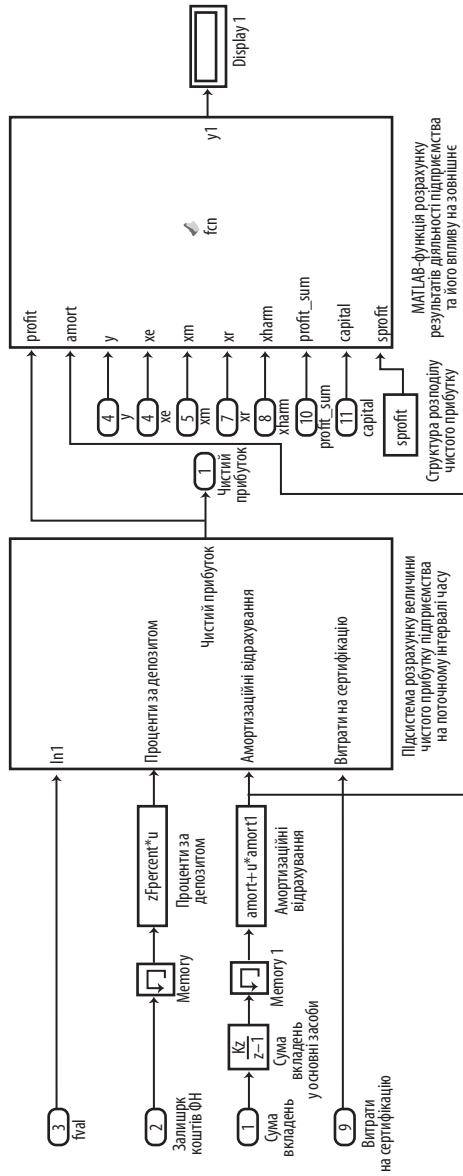 3
fval
In1
2
Залишрк
коштів ФН
Memory
zFpercent*u
Проценти за
депозитом
Проценти за депозитом
1
Сума
вкладень
Kz
z–1
Сума
вкладень
у основні засоби
Memory 1
amort+u*amort1
Амортизаційні
відрахування
Амортизаційні відрахування
9
Витрати
на сертифікацію
Витрати на сертифікацію
Чистий прибуток
Підсистема розрахунку величини
чистого прибутку підприємства
на поточному інтервалі часу
1
Чистий
прибуток
4
y
4
xe
5
xm
7
xr
8
xharm
10
profit_sum
11
capital
sprofit
Структура розподілу
чистого прибутку
profit
amort
y
xe
xm
xr
xharm
profit_sum
capital
sprofit
fcn
y1
MATLAB-функція розрахунку
результатів діяльності підприємства
та його впливу на зовнішнє
Display 1